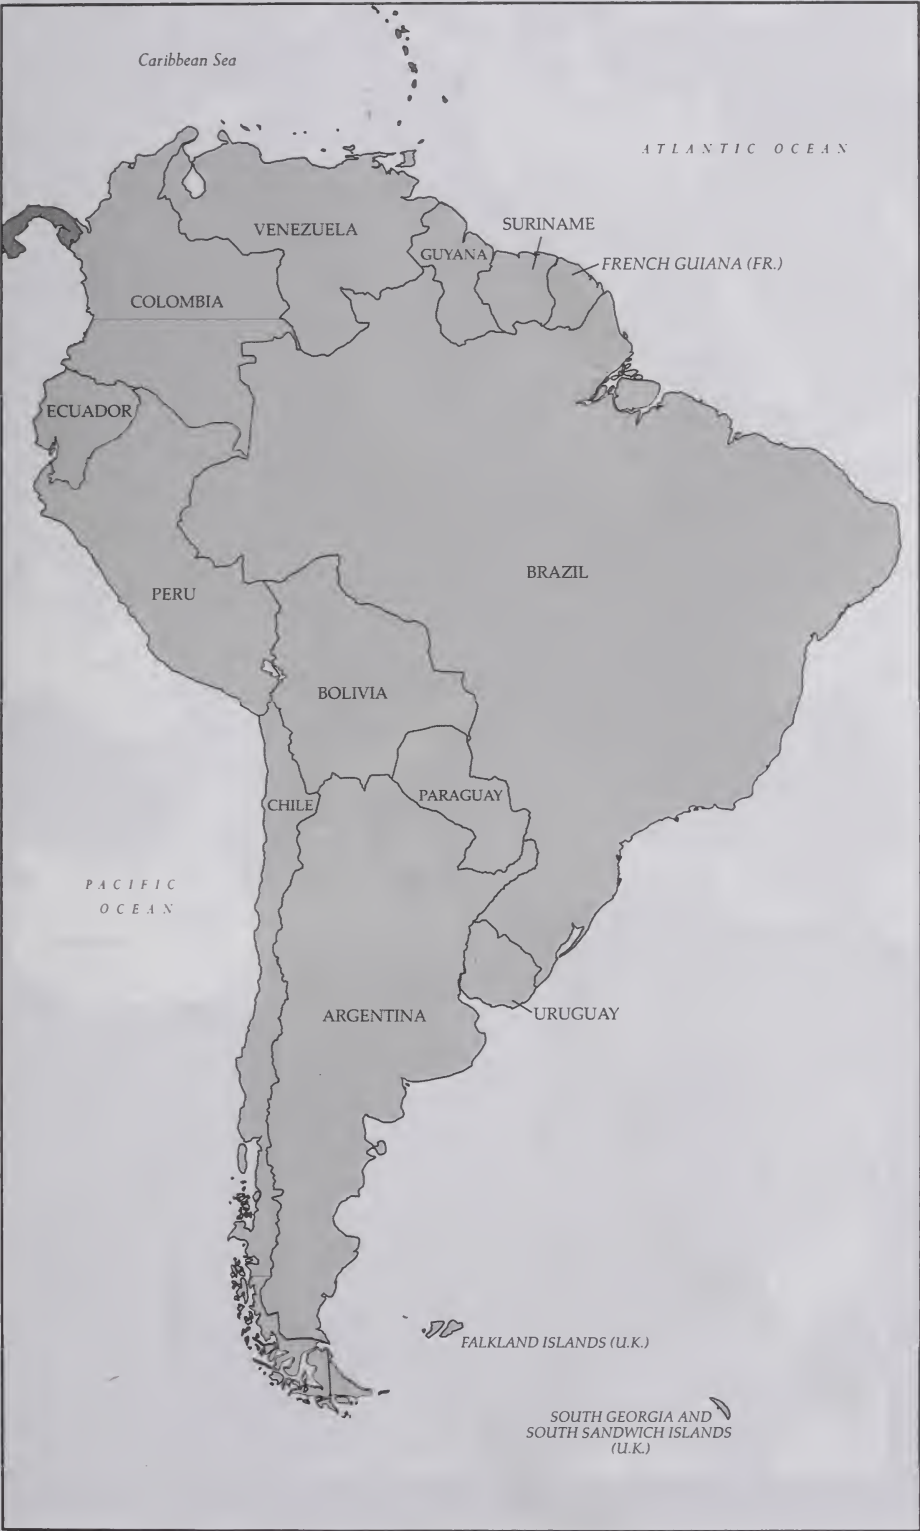 Caribbean Sea
ATLANTIC OCEAN
SURINAME
VENEZUELA
GUYANA
FRENCH GUIANA (FR.)
COLOMBIA
ECUADOR
BRAZIL
PERU
BOLIVIA
PARAGUAY
CHILE
PACIFIC
OCEAN
ARGENTINA
URUGUAY
FALKLAND ISLANDS (U.K.)
SOUTH GEORGIA AND
SOUTH SANDWICH ISLANDS
(U.K.)